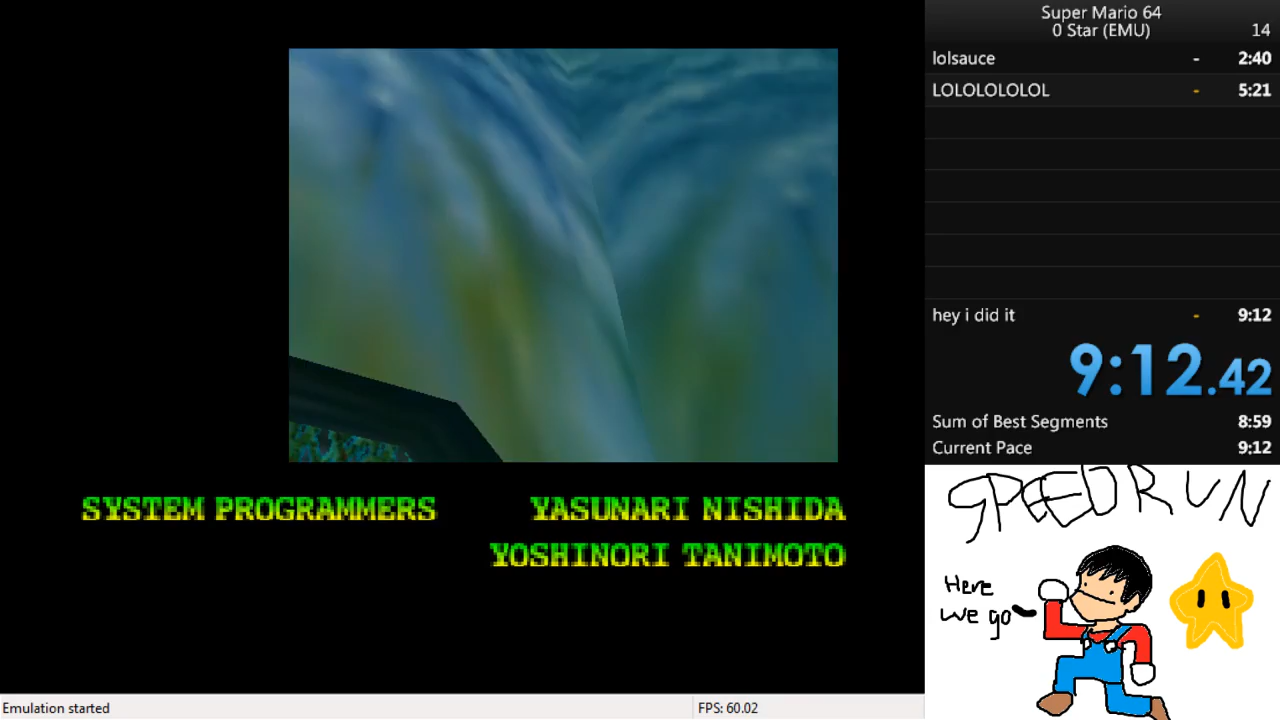 Super Mario 64
0 Star (EMU) 14
lolsauce - 2:40
LOLOLOLOLOL - 5:21
hey i did it - 9:12
9:12.42
Sum of Best Segments 8:59
Current Pace 9:12
SYSTEM PROGRAMMERS YASUNARI NISHIDA
YOSHINORI TANIMOTO
SPEEDRUN
Here
we go
Emulation started FPS: 60.02